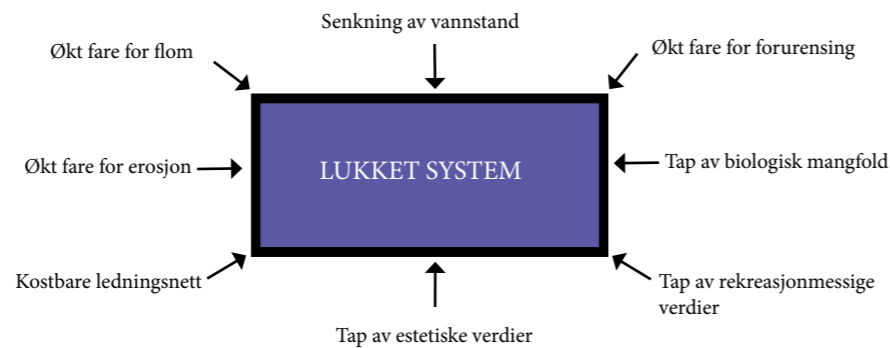 Senkning av vannstand
Økt fare for flom
Økt fare for forurensing
LUKKET SYSTEM
Økt fare for erosjon
Tap av biologisk mangfold
Kostbare ledningsnett
Tap av rekreasjonmessige
verdier
Tap av estetiske verdier